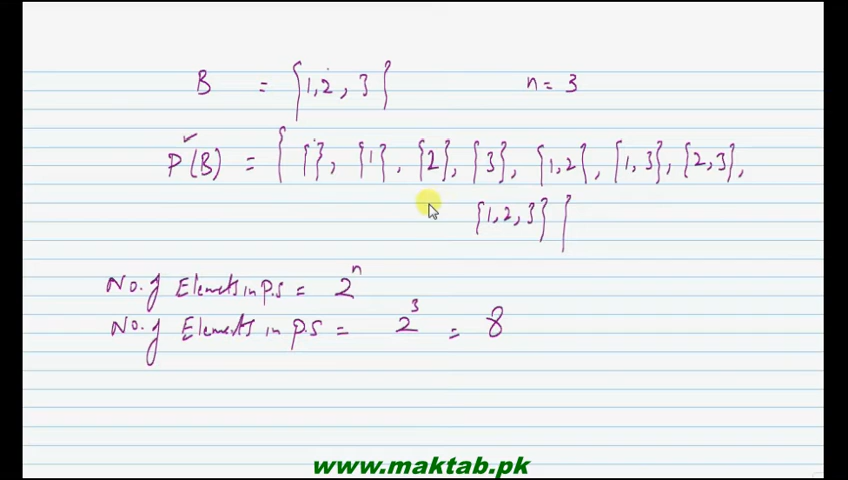 B = {1,2,3} n=3
P(B) = { { }, {1}, {2}, {3}, {1,2}, {1,3}, {2,3},
{1,2,3} }
No. of Elements in P.S = 2ⁿ
No. of Elements in P.S = 2³ = 8
www.maktab.pk